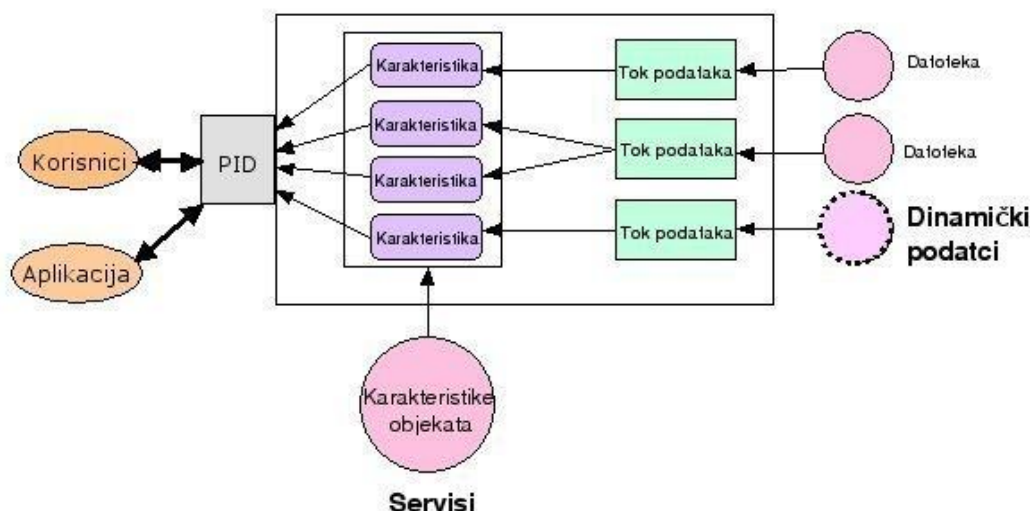 Karakteristika
Tok podataka
Datoteka
Karakteristika
Korisnici
PID
Tok podataka
Datoteka
Karakteristika
Karakteristika
Tok podataka
Dinamički
podatci
Aplikacija
Karakteristike
objekata
Servisi